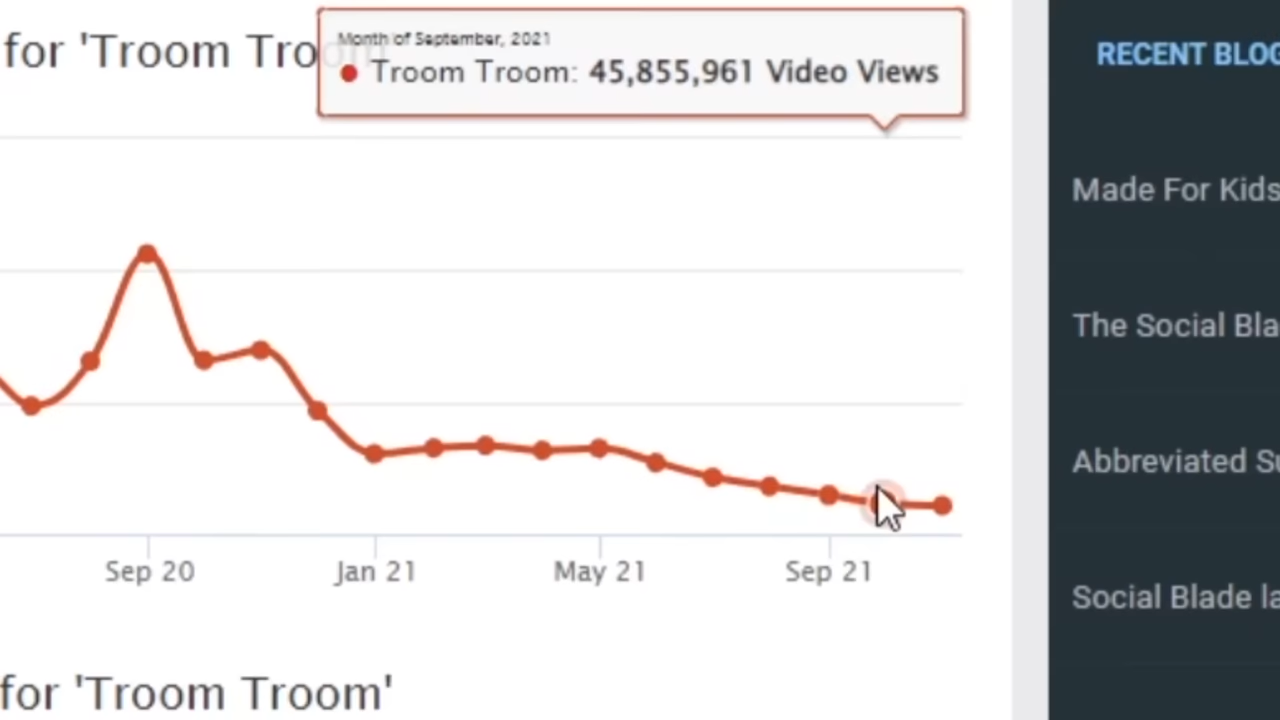 for 'Troom Troom
Month of September, 2021
Troom Troom: 45,855,961 Video Views
Sep 20
Jan 21
May 21
Sep 21
for 'Troom Troom'
RECENT BLOG
Made For Kids
The Social Bla
Abbreviated Su
Social Blade la